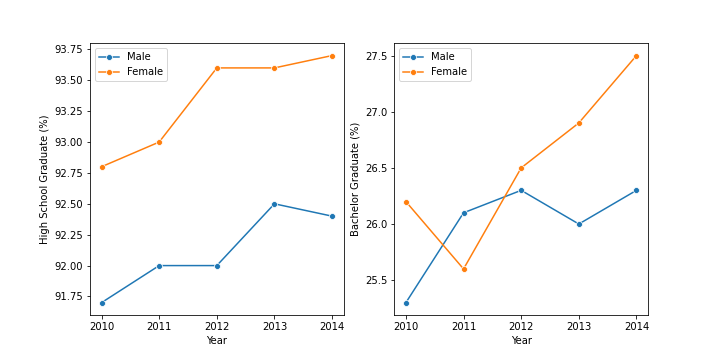 High School Graduate (%)
93.75
93.50
93.25
93.00
92.75
92.50
92.25
92.00
91.75
Male
Female
2010 2011 2012 2013 2014
Year
Bachelor Graduate (%)
27.5
27.0
26.5
26.0
25.5
Male
Female
2010 2011 2012 2013 2014
Year